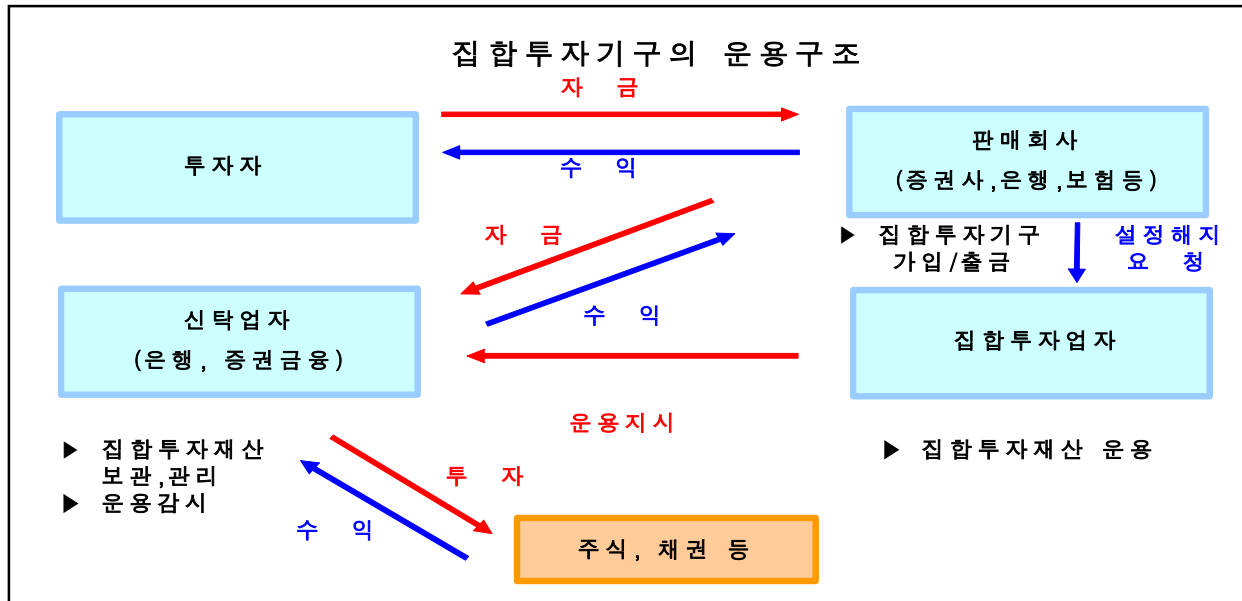 집합투자기구의 운용구조
자 금
투자자
수 익
판매회사
(증권사,은행,보험등)
자 금
▶ 집합투자기구
가입/출금
설정해지
요 청
신탁업자
(은행, 증권금융)
수 익
집합투자업자
운용지시
▶ 집합투자재산
보관,관리
▶ 운용감시
▶ 집합투자재산 운용
투 자
수 익
주식, 채권 등